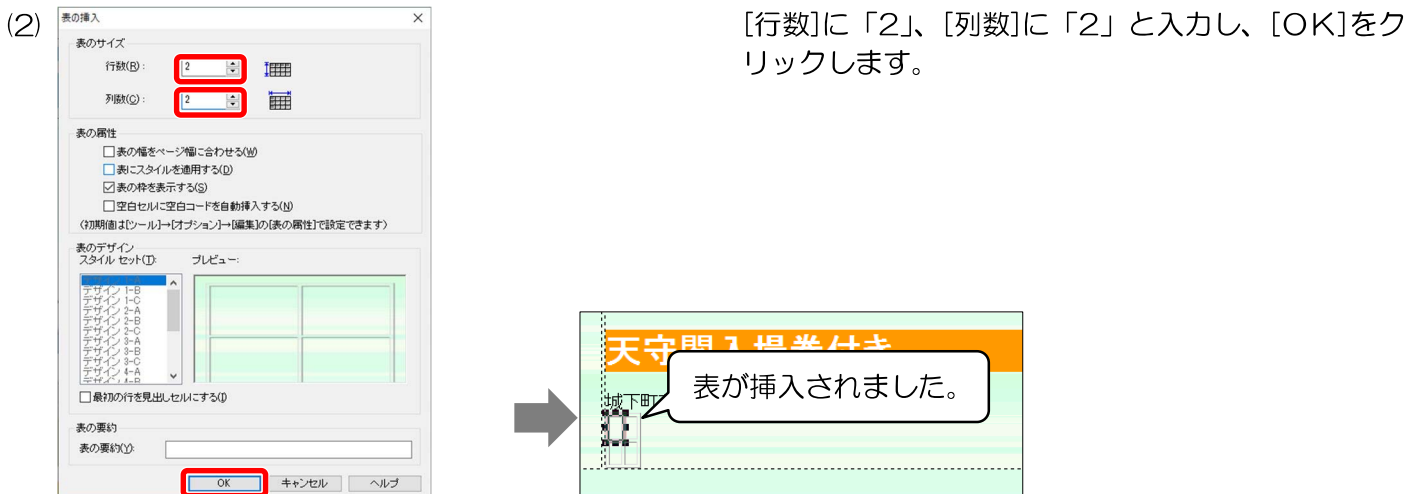 (2)
表の挿入
表のサイズ
行数(R):
2
列数(C):
2
表の属性
表の幅をページ幅に合わせる(W)
表にスタイルを適用する(D)
表の枠を表示する(S)
空白セルに空白コードを自動挿入する(N)
(初期値は[ツール]→[オプション]→[編集]の[表の属性]で設定できます)
表のデザイン
スタイル セット(T):
プレビュー:
デザイン 1-B
デザイン 1-C
デザイン 2-A
デザイン 2-B
デザイン 2-C
デザイン 3-A
デザイン 3-B
デザイン 3-C
デザイン 4-A
デザイン 4-B
最初の行を見出しセルにする(I)
表の要約
表の要約(Y):
OK
キャンセル
ヘルプ
[行数]に「2」、[列数]に「2」と入力し、[OK]をク
リックします。
天守閣入場券付き
城下町
表が挿入されました。